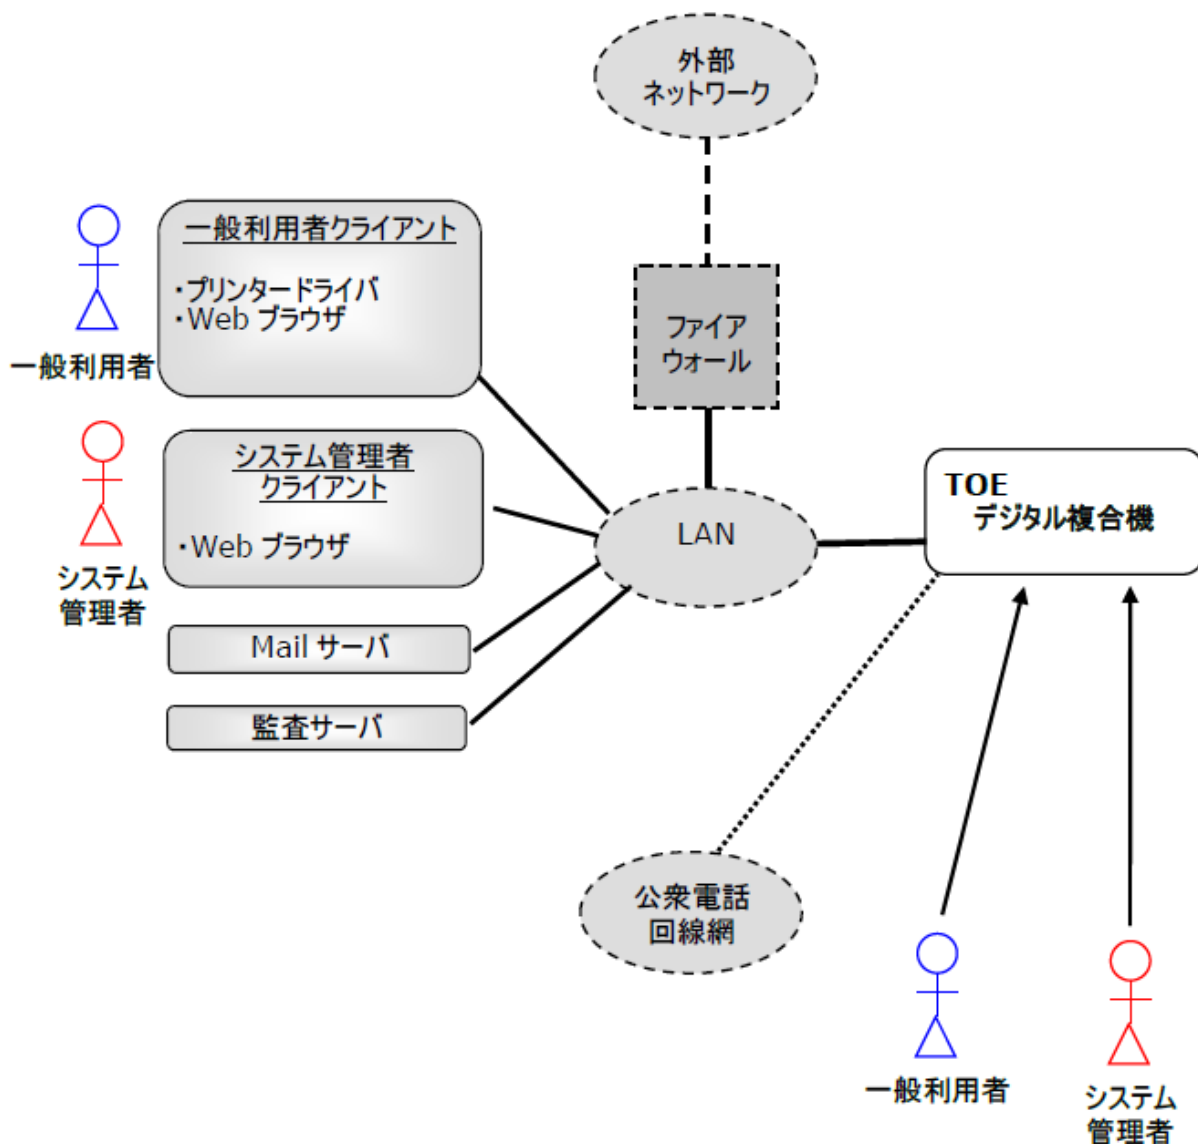 外部
ネットワーク
一般利用者クライアント
・プリンタードライバ
・Web ブラウザ
一般利用者
ファイア
ウォール
システム管理者
クライアント
・Web ブラウザ
システム
管理者
LAN
TOE
デジタル複合機
Mail サーバ
監査サーバ
公衆電話
回線網
一般利用者
システム
管理者